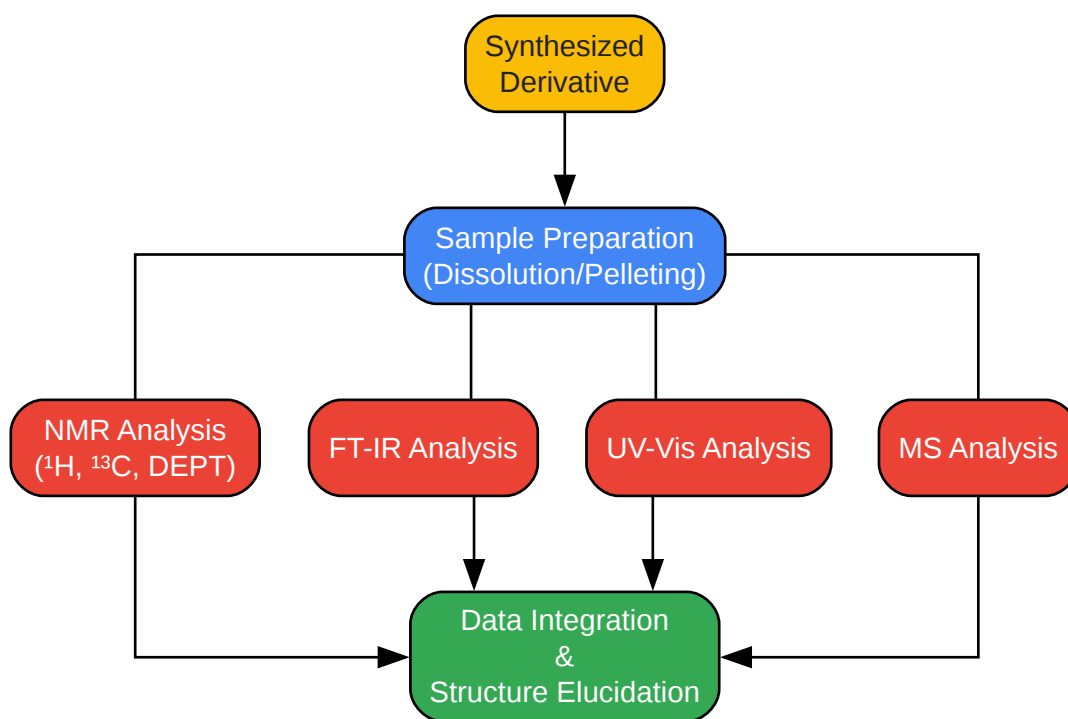 Synthesized
Derivative
Sample Preparation
(Dissolution/Pelleting)
NMR Analysis
(¹H, ¹³C, DEPT)
FT-IR Analysis
UV-Vis Analysis
MS Analysis
Data Integration
&
Structure Elucidation